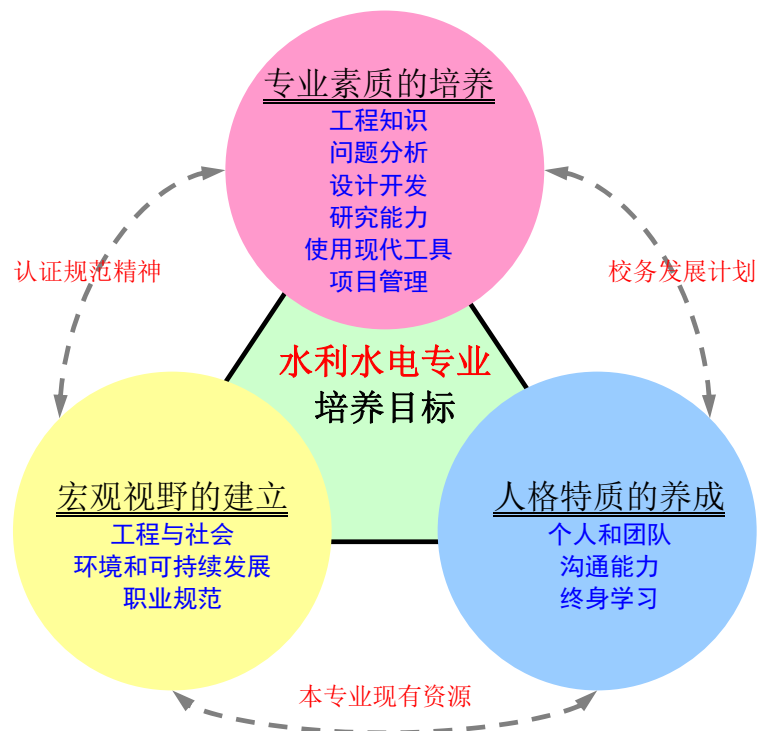 专业素质的培养
工程知识
问题分析
设计开发
研究能力
使用现代工具
项目管理
认证规范精神
校务发展计划
水利水电专业
培养目标
宏观视野的建立
工程与社会
环境和可持续发展
职业规范
人格特质的养成
个人和团队
沟通能力
终身学习
本专业现有资源